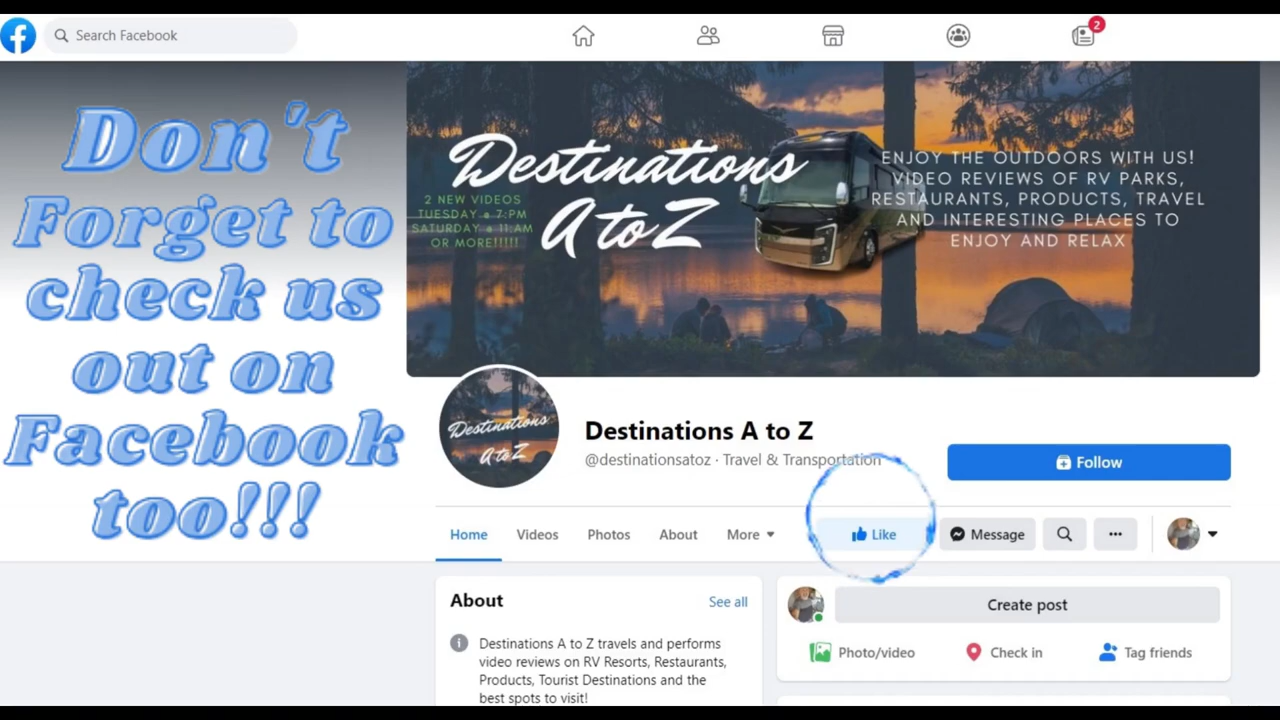 Search Facebook
2
Don't
Forget to
check us
out on
Facebook
too!!!
Destinations
A to Z
2 NEW VIDEOS
TUESDAY @ 7:PM
SATURDAY @ 11:AM
OR MORE!!!!!
ENJOY THE OUTDOORS WITH US!
VIDEO REVIEWS OF RV PARKS,
RESTAURANTS, PRODUCTS, TRAVEL
AND INTERESTING PLACES TO
ENJOY AND RELAX
Destinations
A to Z
Destinations A to Z
@destinationsatoz · Travel & Transportation
Follow
Home Videos Photos About More Like Message
About See all
Destinations A to Z travels and performs
video reviews on RV Resorts, Restaurants,
Products, Tourist Destinations and the
best spots to visit!
Create post
Photo/video Check in Tag friends